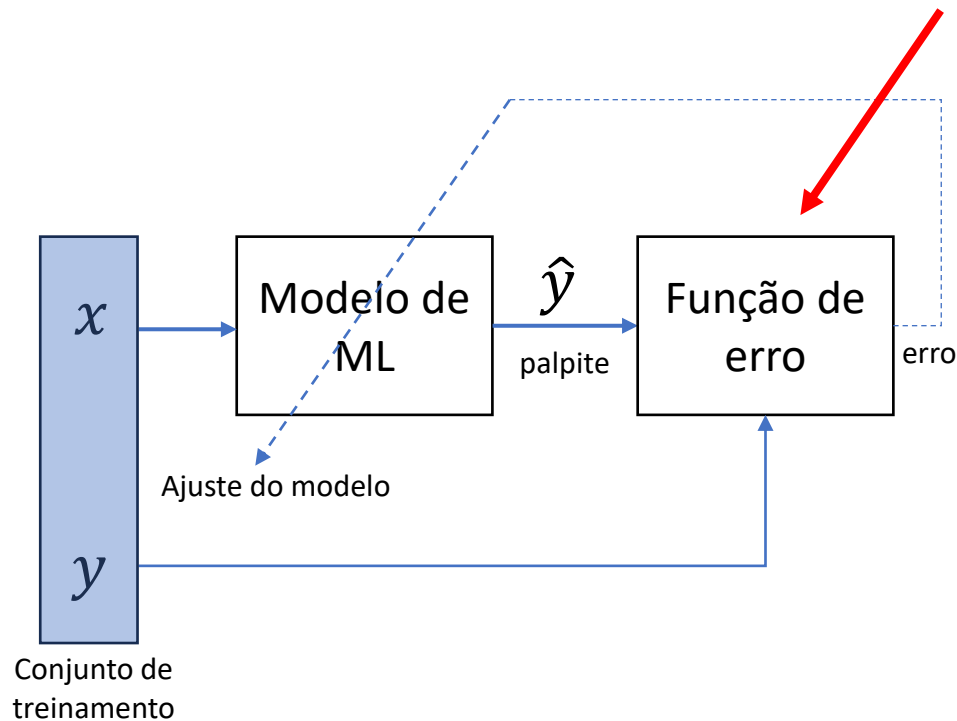 x
Modelo de
ML
ŷ
palpite
Função de
erro
erro
Ajuste do modelo
y
Conjunto de
treinamento